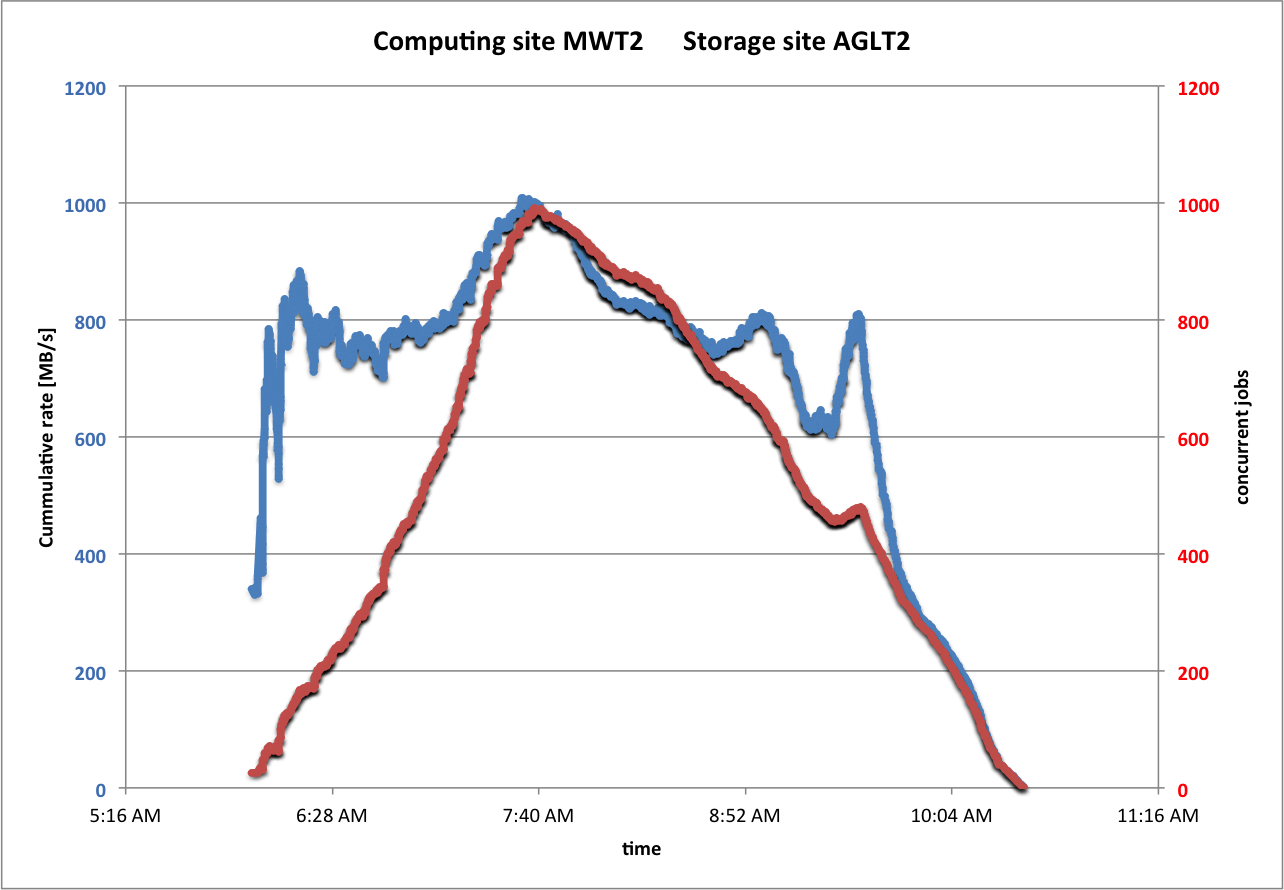 Computing site MWT2 Storage site AGLT2
1200 1200
1000 1000
800 800
600 600
400 400
200 200
0 0
Cummulative rate [MB/s]
concurrent jobs
5:16 AM 6:28 AM 7:40 AM 8:52 AM 10:04 AM 11:16 AM
time